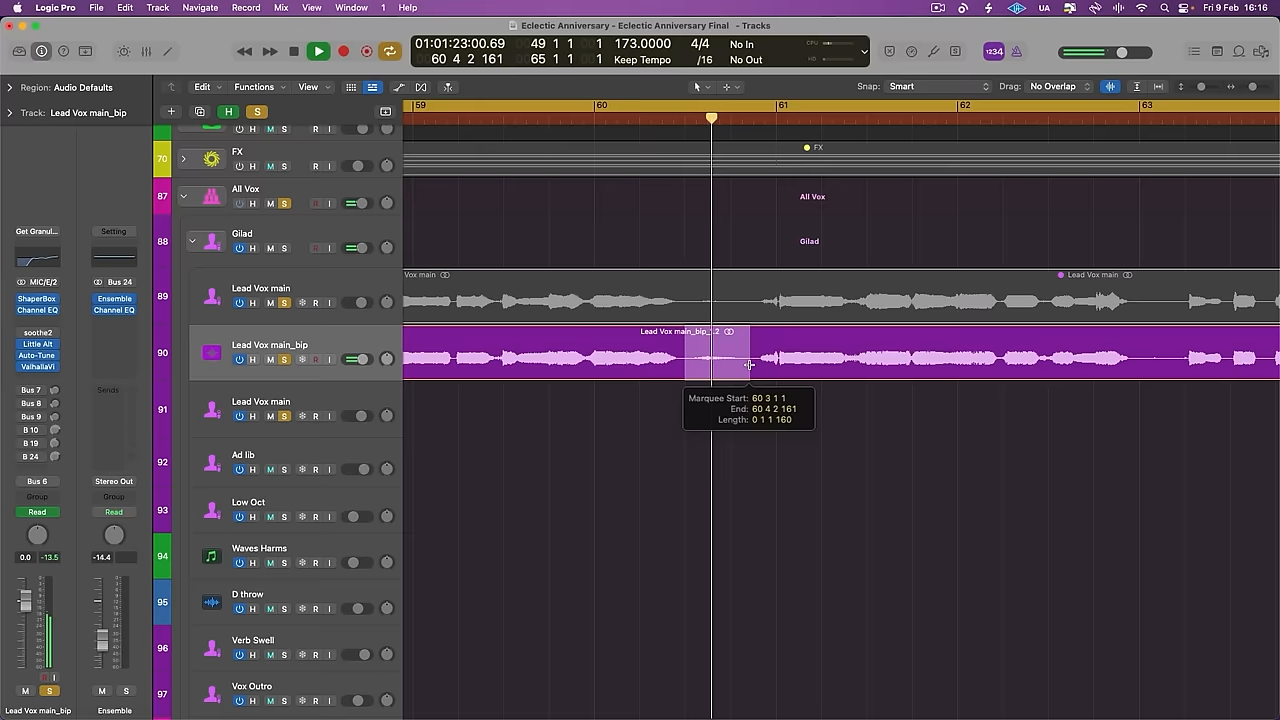 Logic Pro File Edit Track Navigate Record Mix View Window 1 Help UA Fri 9 Feb 16:16
Eclectic Anniversary - Eclectic Anniversary Final - Tracks
01:01:23:00.69 49 1 1 1 173.0000 4/4 No In CPU
60 4 2 161 65 1 1 1 Keep Tempo /16 No Out HD
1234
Region: Audio Defaults
Edit Functions View Snap: Smart Drag: No Overlap
Track: Lead Vox main_bip
H S
59 60 61 62 63
H M S R I
70 FX FX
H M S R I
87 All Vox All Vox
H M S R I
88 Gilad Gilad
H M S R I
Get Granul... Setting
MIC/E/2 Bus 24
ShaperBox Ensemble
Channel EQ Channel EQ
soothe2
Little Alt
Auto-Tune
ValhallaVi
Bus 7 Sends
Bus 8
Bus 9
B 10
B 19
B 24
Bus 6 Stereo Out
Group Group
Read Read
0.0 -13.5 -14.4
R I
M S M S
Lead Vox main_bip Ensemble
Vox main Lead Vox main
89 Lead Vox main
H M S R I
Lead Vox main_bip_.2
90 Lead Vox main_bip
H M S R I
Marquee Start: 60 3 1 1
End: 60 4 2 161
Length: 0 1 1 160
91 Lead Vox main
H M S R I
92 Ad lib
H M S R I
93 Low Oct
H M S R I
94 Waves Harms
H M S R I
95 D throw
H M S R I
96 Verb Swell
H M S R I
97 Vox Outro
H M S R I